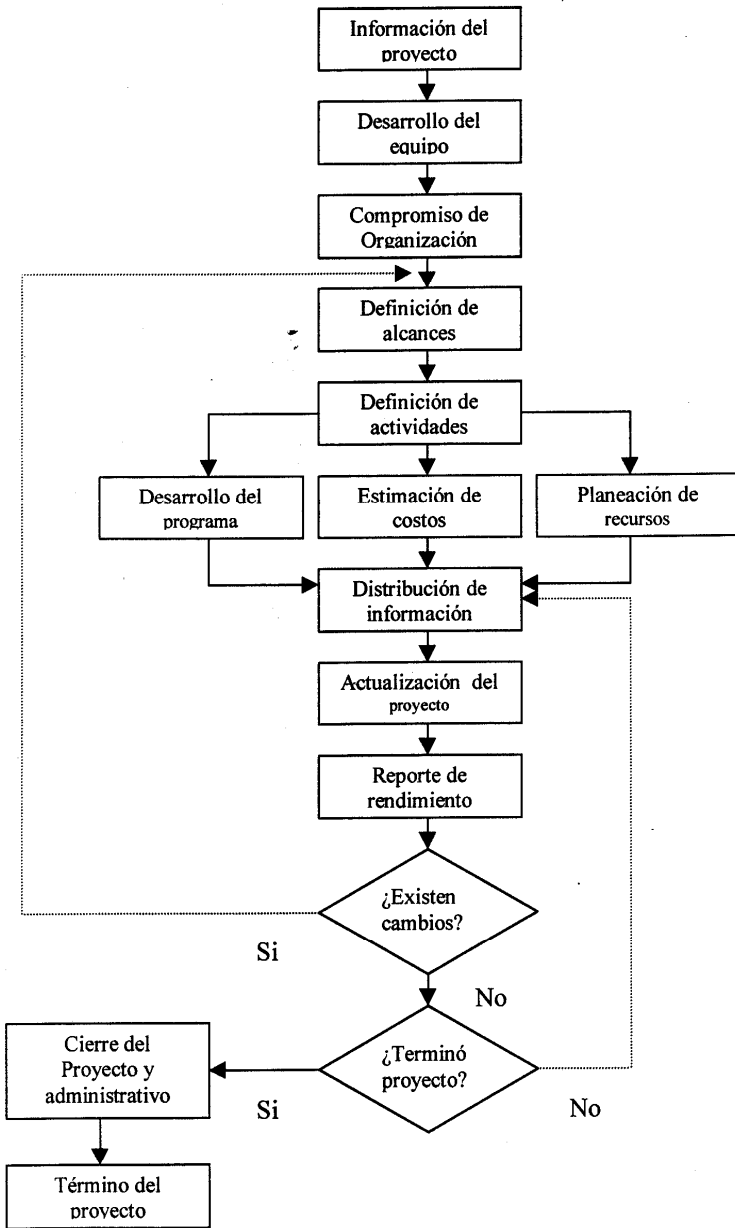 Información del
proyecto
Desarrollo del
equipo
Compromiso de
Organización
Definición de
alcances
Definición de
actividades
Desarrollo del
programa
Estimación de
costos
Planeación de
recursos
Distribución de
información
Actualización del
proyecto
Reporte de
rendimiento
¿Existen
cambios?
Si
No
¿Terminó
proyecto?
Si
No
Cierre del
Proyecto y
administrativo
Término del
proyecto